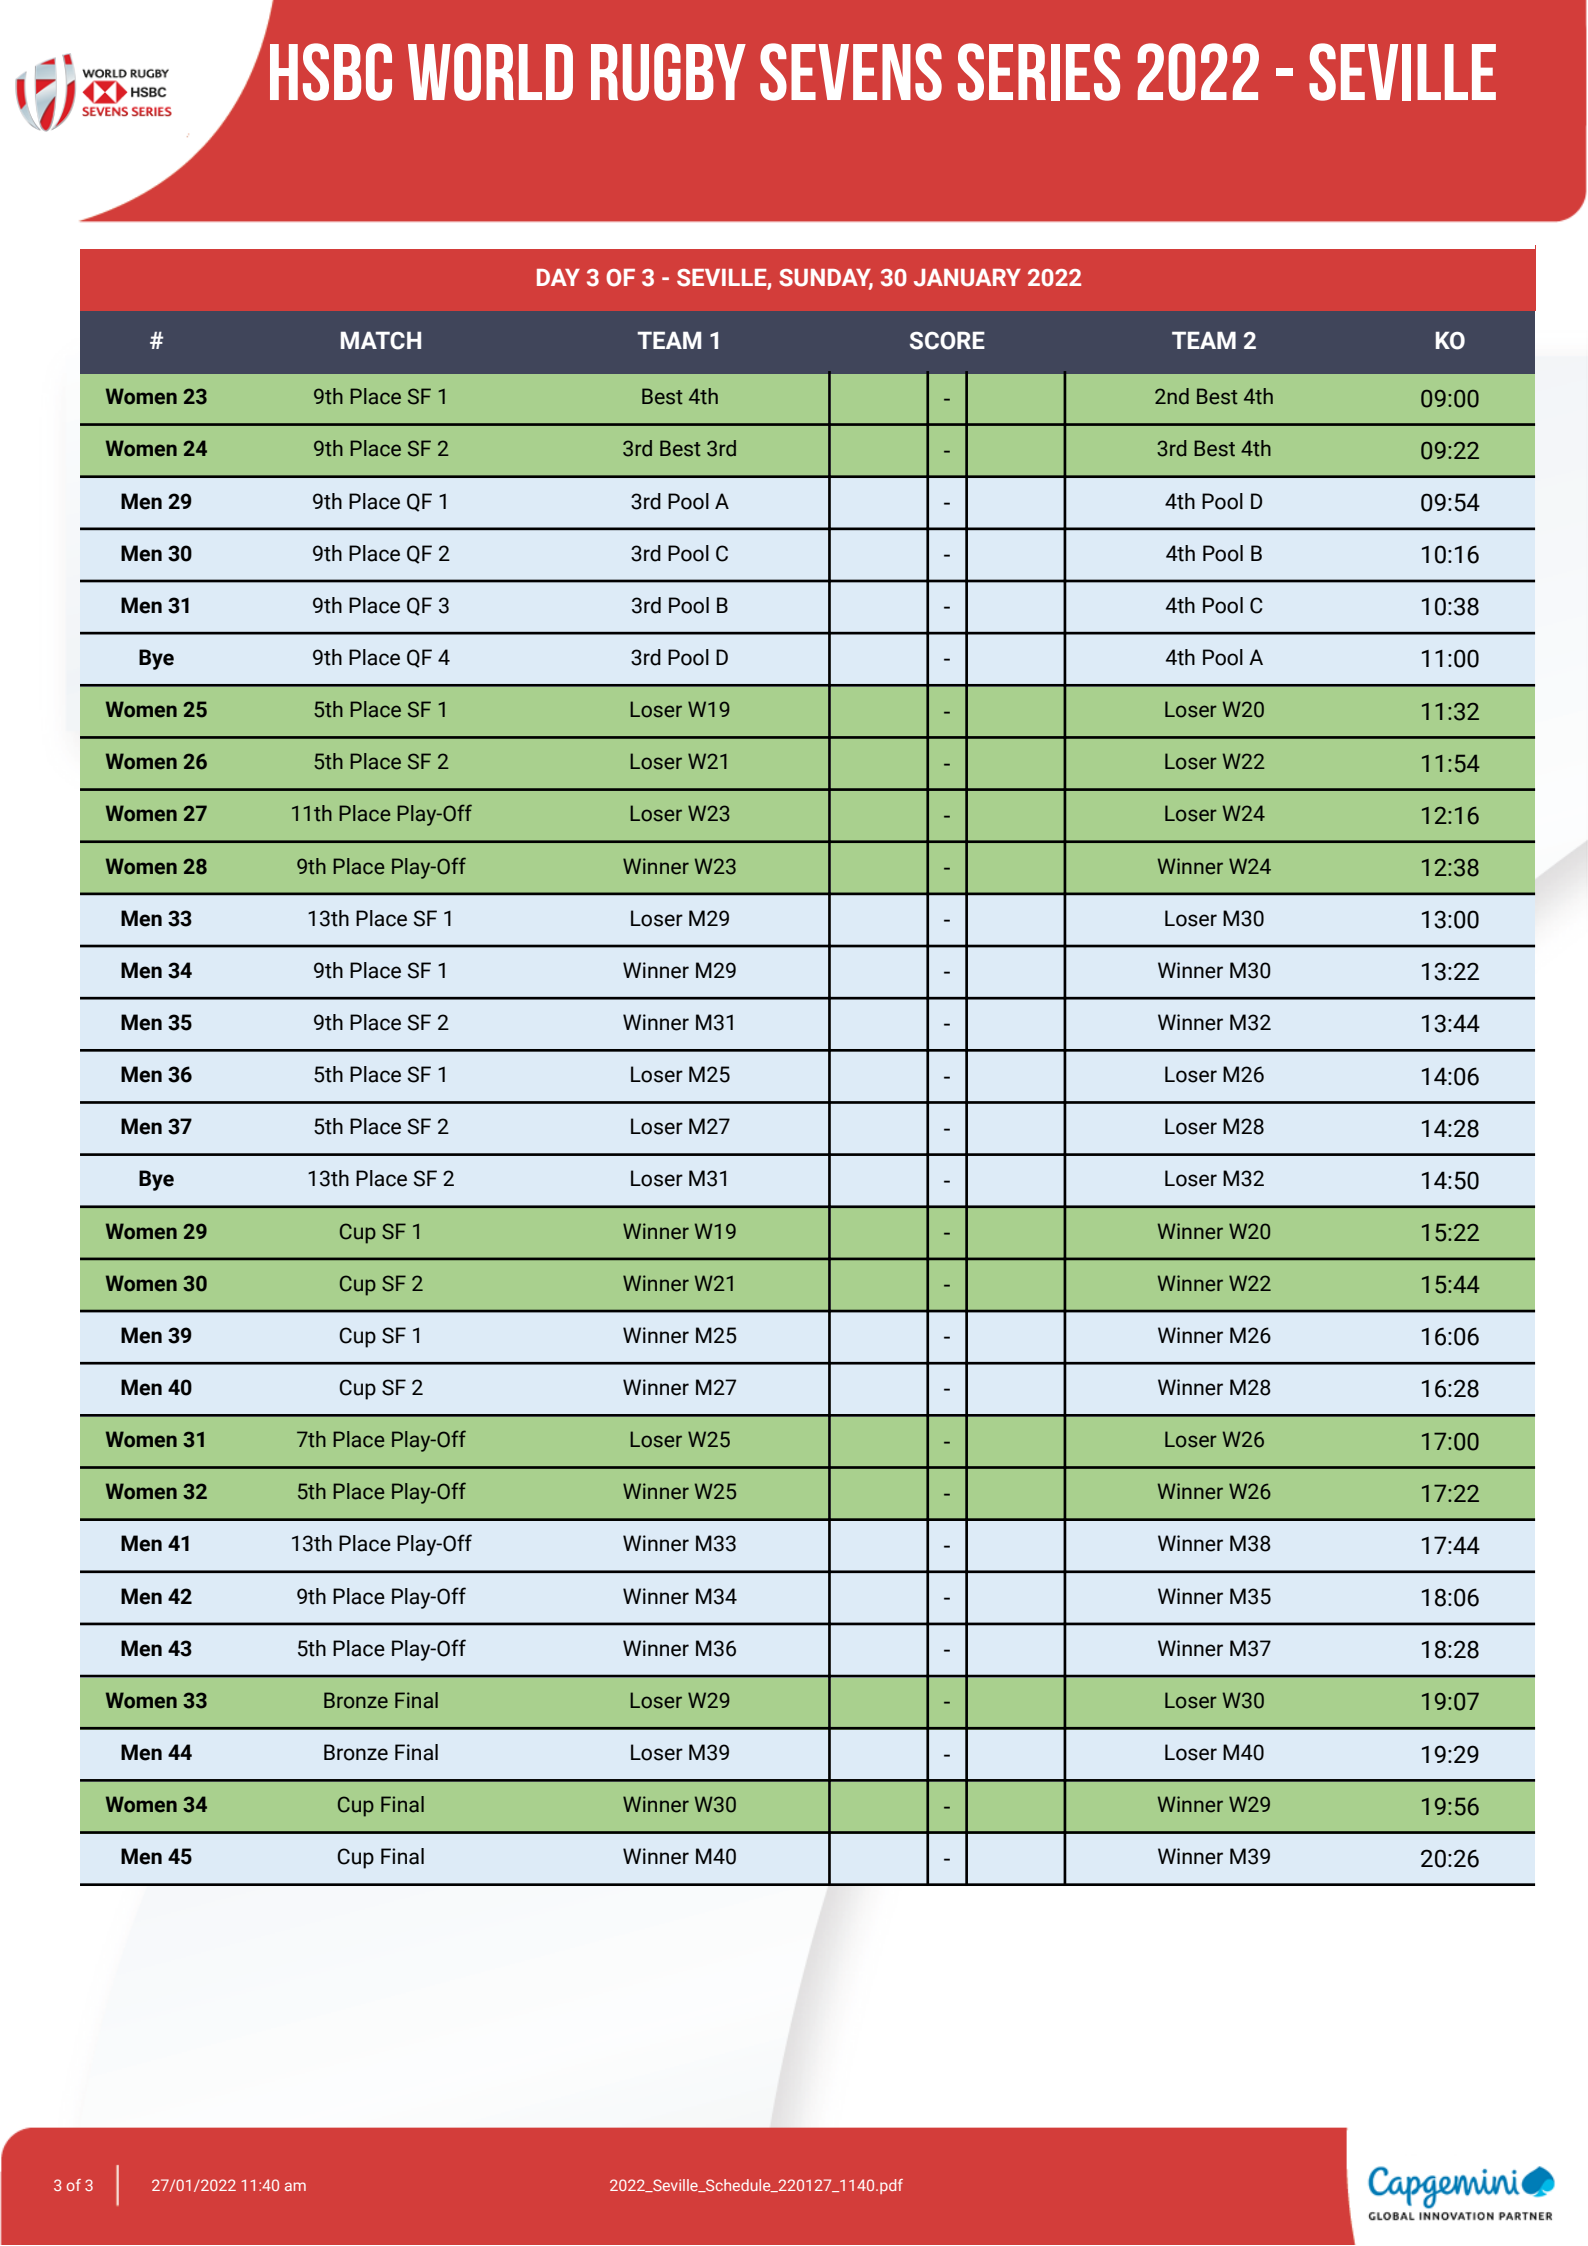 HSBC WORLD RUGBY SEVENS SERIES 2022 - SEVILLE
WORLD RUGBY
HSBC
SEVENS SERIES
DAY 3 OF 3 - SEVILLE, SUNDAY, 30 JANUARY 2022
# MATCH TEAM 1 SCORE TEAM 2 KO
Women 23 9th Place SF 1 Best 4th - 2nd Best 4th 09:00
Women 24 9th Place SF 2 3rd Best 3rd - 3rd Best 4th 09:22
Men 29 9th Place QF 1 3rd Pool A - 4th Pool D 09:54
Men 30 9th Place QF 2 3rd Pool C - 4th Pool B 10:16
Men 31 9th Place QF 3 3rd Pool B - 4th Pool C 10:38
Bye 9th Place QF 4 3rd Pool D - 4th Pool A 11:00
Women 25 5th Place SF 1 Loser W19 - Loser W20 11:32
Women 26 5th Place SF 2 Loser W21 - Loser W22 11:54
Women 27 11th Place Play-Off Loser W23 - Loser W24 12:16
Women 28 9th Place Play-Off Winner W23 - Winner W24 12:38
Men 33 13th Place SF 1 Loser M29 - Loser M30 13:00
Men 34 9th Place SF 1 Winner M29 - Winner M30 13:22
Men 35 9th Place SF 2 Winner M31 - Winner M32 13:44
Men 36 5th Place SF 1 Loser M25 - Loser M26 14:06
Men 37 5th Place SF 2 Loser M27 - Loser M28 14:28
Bye 13th Place SF 2 Loser M31 - Loser M32 14:50
Women 29 Cup SF 1 Winner W19 - Winner W20 15:22
Women 30 Cup SF 2 Winner W21 - Winner W22 15:44
Men 39 Cup SF 1 Winner M25 - Winner M26 16:06
Men 40 Cup SF 2 Winner M27 - Winner M28 16:28
Women 31 7th Place Play-Off Loser W25 - Loser W26 17:00
Women 32 5th Place Play-Off Winner W25 - Winner W26 17:22
Men 41 13th Place Play-Off Winner M33 - Winner M38 17:44
Men 42 9th Place Play-Off Winner M34 - Winner M35 18:06
Men 43 5th Place Play-Off Winner M36 - Winner M37 18:28
Women 33 Bronze Final Loser W29 - Loser W30 19:07
Men 44 Bronze Final Loser M39 - Loser M40 19:29
Women 34 Cup Final Winner W30 - Winner W29 19:56
Men 45 Cup Final Winner M40 - Winner M39 20:26
3 of 3 27/01/2022 11:40 am 2022_Seville_Schedule_220127_1140.pdf
Capgemini
GLOBAL INNOVATION PARTNER